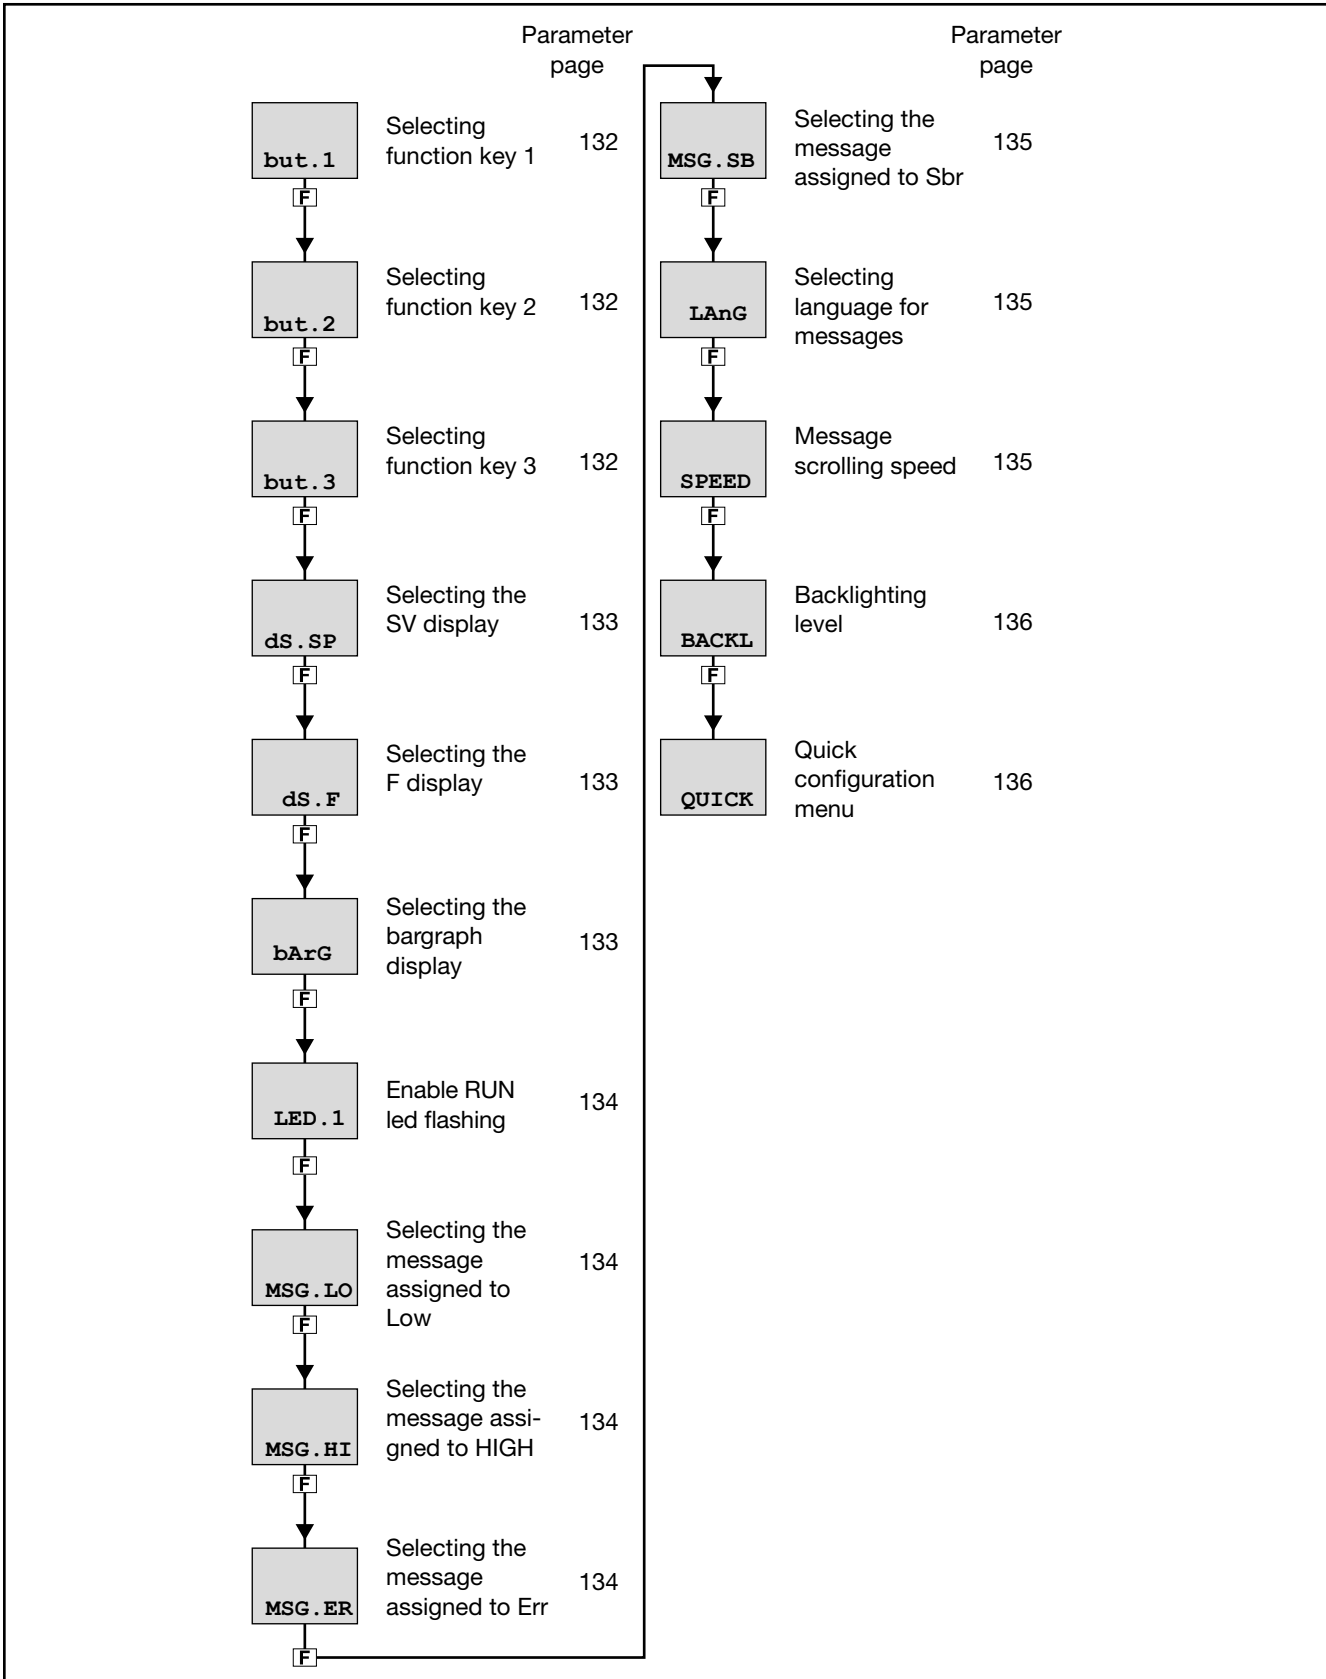 Parameter
page
but.1
Selecting
function key 1
132
F
but.2
Selecting
function key 2
132
F
but.3
Selecting
function key 3
132
F
dS.SP
Selecting the
SV display
133
F
dS.F
Selecting the
F display
133
F
bArG
Selecting the
bargraph
display
133
F
LED.1
Enable RUN
led flashing
134
F
MSG.LO
Selecting the
message
assigned to
Low
134
F
MSG.HI
Selecting the
message assi-
gned to HIGH
134
F
MSG.ER
Selecting the
message
assigned to Err
134
F
Parameter
page
MSG.SB
Selecting the
message
assigned to Sbr
135
F
LAnG
Selecting
language for
messages
135
F
SPEED
Message
scrolling speed
135
F
BACKL
Backlighting
level
136
F
QUICK
Quick
configuration
menu
136